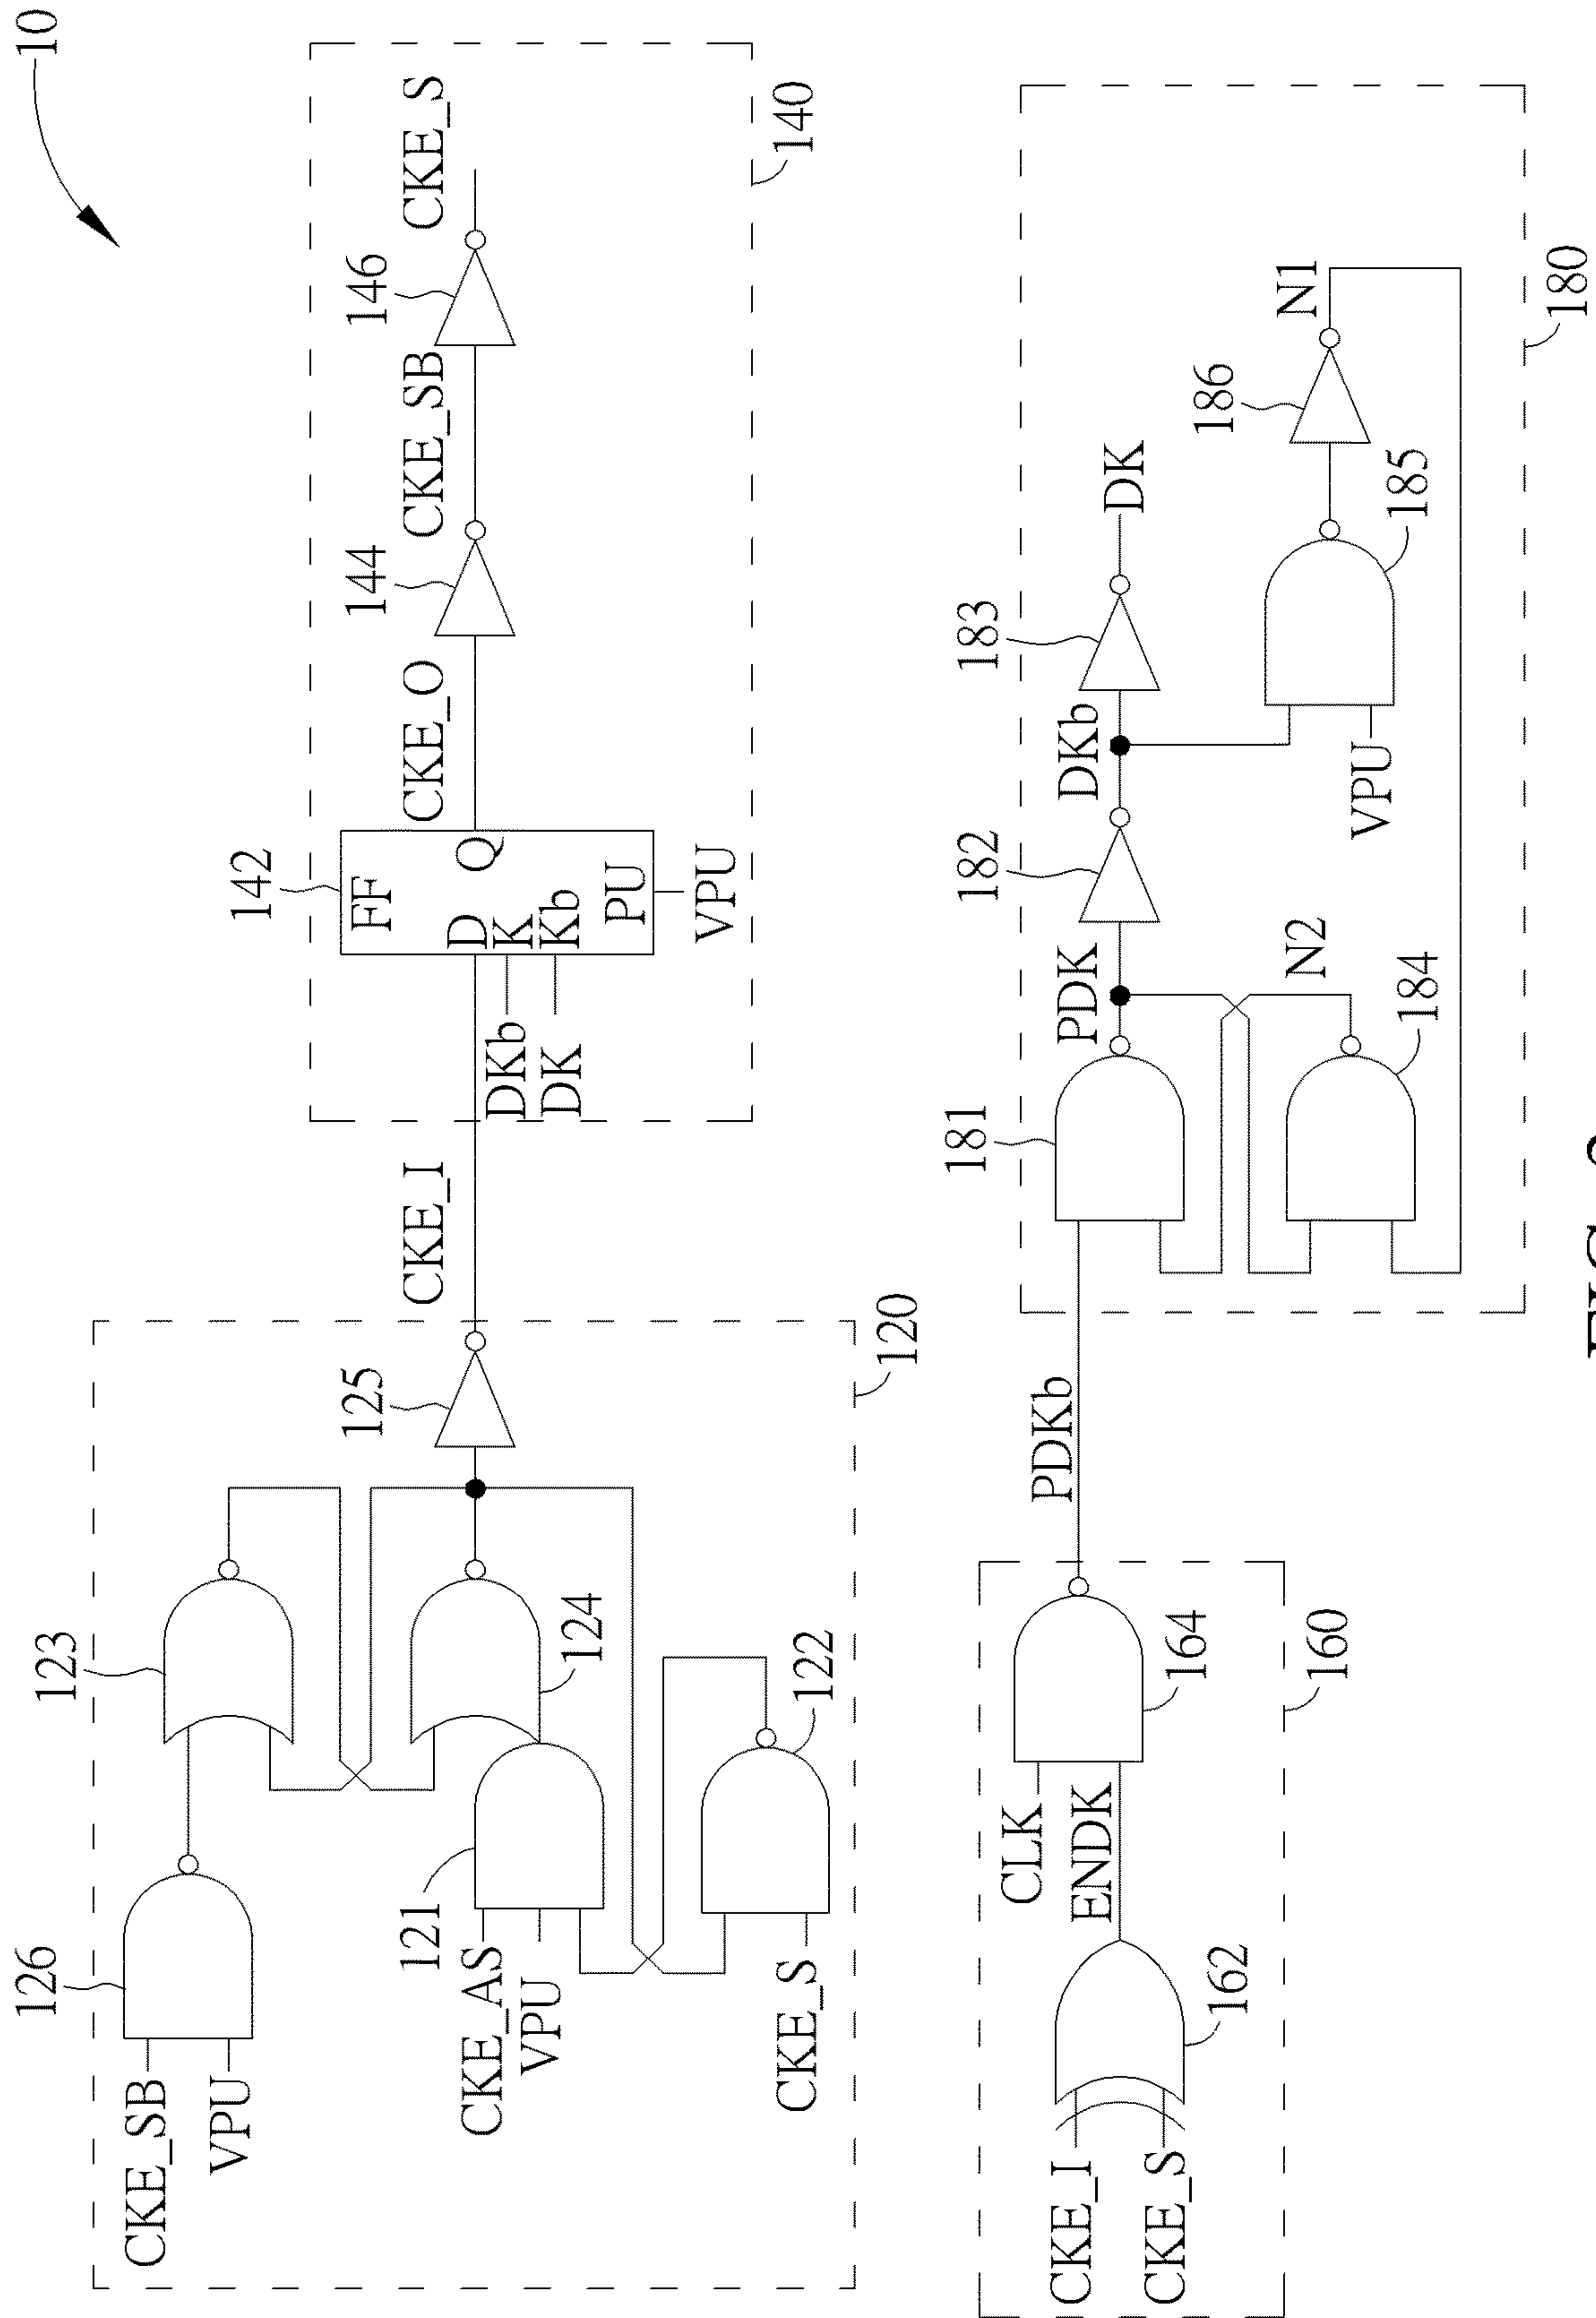 10
126
CKE_SB
VPU
123
121
CKE_AS
VPU
124
122
CKE_S
125
120
CKE_I
142
FF
D
Q
K
Kb
PU
VPU
DKb
DK
CKE_O
144
CKE_SB
146
CKE_S
140
CKE_I
CKE_S
162
ENDK
CLK
164
160
PDKb
181
PDK
N2
184
182
DKb
183
DK
VPU
185
186
N1
180